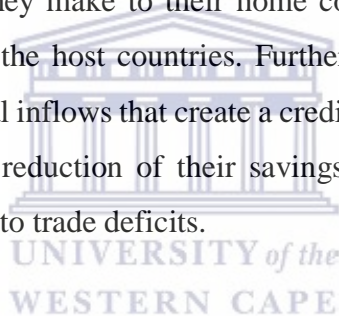 they make to their home co
the host countries. Further
l inflows that create a credi
reduction of their savings
to trade deficits.
UNIVERSITY of the
WESTERN CAPE